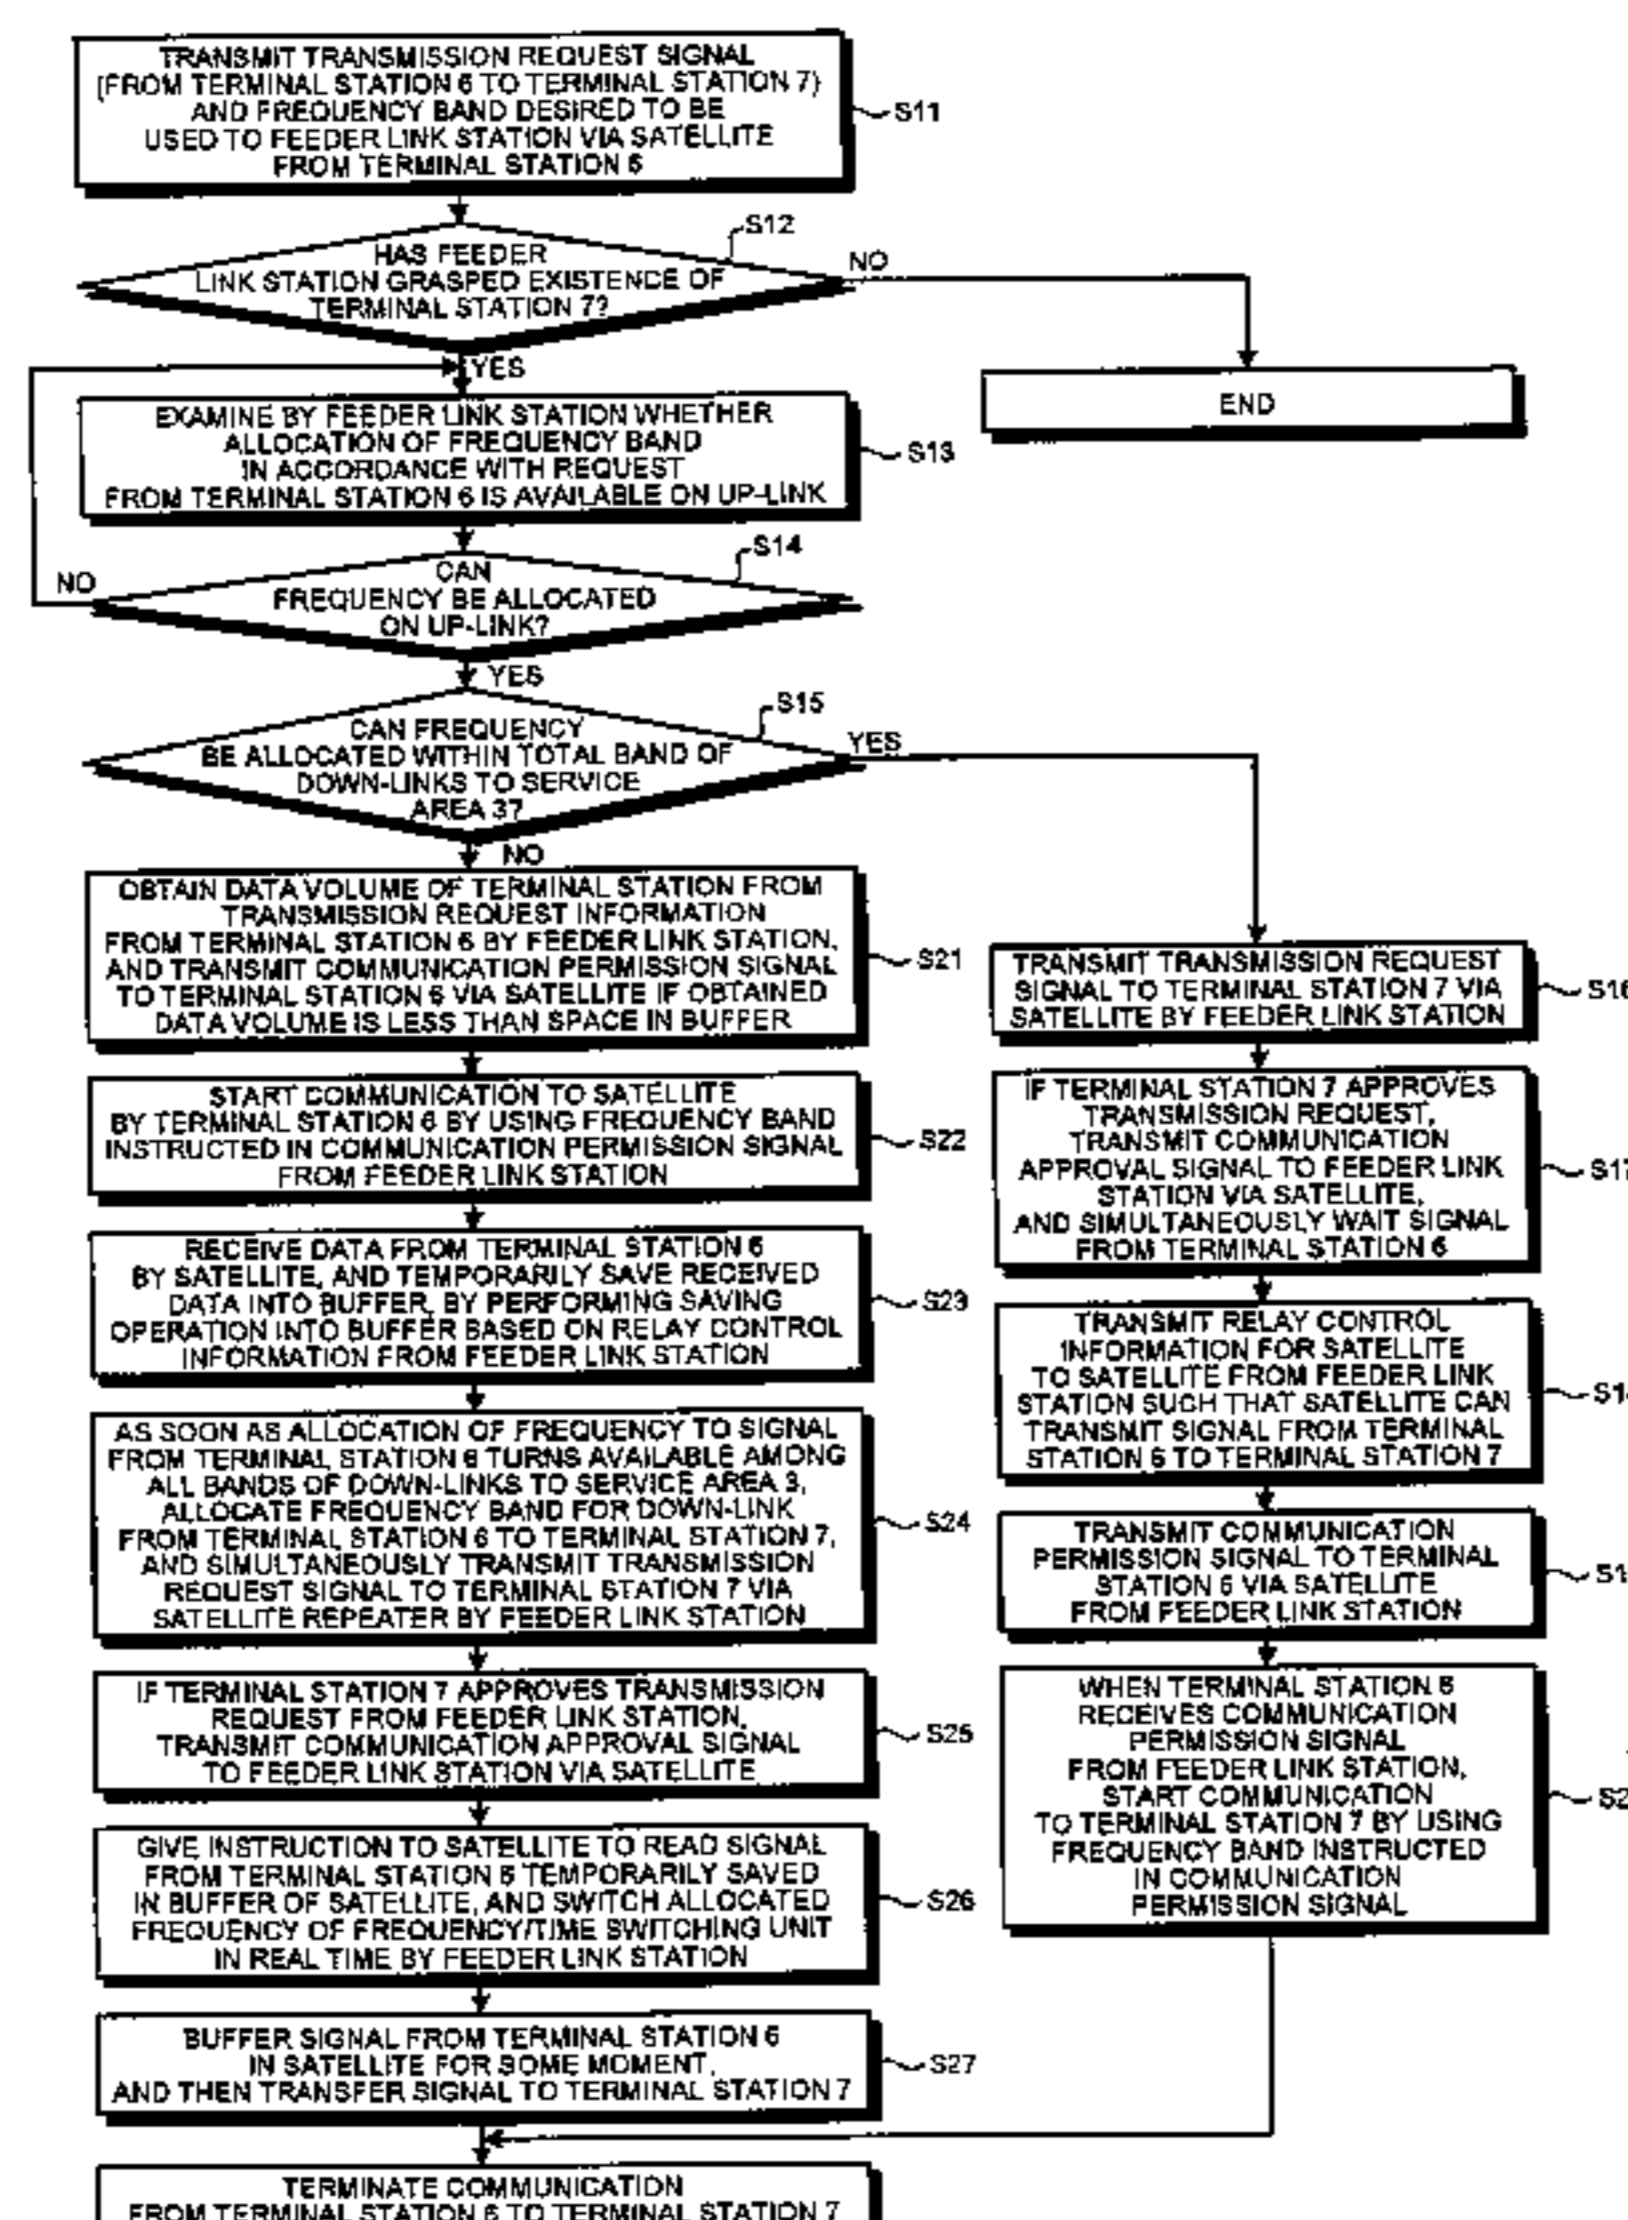 TRANSMIT TRANSMISSION REQUEST SIGNAL
(FROM TERMINAL STATION 6 TO TERMINAL STATION 7)
AND FREQUENCY BAND DESIRED TO BE
USED TO FEEDER LINK STATION VIA SATELLITE
FROM TERMINAL STATION 6
S11
HAS FEEDER
LINK STATION GRASPED EXISTENCE OF
TERMINAL STATION 7?
S12
NO
YES
END
EXAMINE BY FEEDER LINK STATION WHETHER
ALLOCATION OF FREQUENCY BAND
IN ACCORDANCE WITH REQUEST
FROM TERMINAL STATION 6 IS AVAILABLE ON UP-LINK
S13
CAN
FREQUENCY BE ALLOCATED
ON UP-LINK?
S14
NO
YES
CAN FREQUENCY
BE ALLOCATED WITHIN TOTAL BAND OF
DOWN-LINKS TO SERVICE
AREA 3?
S15
YES
NO
OBTAIN DATA VOLUME OF TERMINAL STATION FROM
TRANSMISSION REQUEST INFORMATION
FROM TERMINAL STATION 6 BY FEEDER LINK STATION,
AND TRANSMIT COMMUNICATION PERMISSION SIGNAL
TO TERMINAL STATION 6 VIA SATELLITE IF OBTAINED
DATA VOLUME IS LESS THAN SPACE IN BUFFER
S21
START COMMUNICATION TO SATELLITE
BY TERMINAL STATION 6 BY USING FREQUENCY BAND
INSTRUCTED IN COMMUNICATION PERMISSION SIGNAL
FROM FEEDER LINK STATION
S22
RECEIVE DATA FROM TERMINAL STATION 6
BY SATELLITE, AND TEMPORARILY SAVE RECEIVED
DATA INTO BUFFER, BY PERFORMING SAVING
OPERATION INTO BUFFER BASED ON RELAY CONTROL
INFORMATION FROM FEEDER LINK STATION
S23
AS SOON AS ALLOCATION OF FREQUENCY TO SIGNAL
FROM TERMINAL STATION 6 TURNS AVAILABLE AMONG
ALL BANDS OF DOWN-LINKS TO SERVICE AREA 3,
ALLOCATE FREQUENCY BAND FOR DOWN-LINK
FROM TERMINAL STATION 6 TO TERMINAL STATION 7,
AND SIMULTANEOUSLY TRANSMIT TRANSMISSION
REQUEST SIGNAL TO TERMINAL STATION 7 VIA
SATELLITE REPEATER BY FEEDER LINK STATION
S24
IF TERMINAL STATION 7 APPROVES TRANSMISSION
REQUEST FROM FEEDER LINK STATION,
TRANSMIT COMMUNICATION APPROVAL SIGNAL
TO FEEDER LINK STATION VIA SATELLITE
S25
GIVE INSTRUCTION TO SATELLITE TO READ SIGNAL
FROM TERMINAL STATION 6 TEMPORARILY SAVED
IN BUFFER OF SATELLITE, AND SWITCH ALLOCATED
FREQUENCY OF FREQUENCY/TIME SWITCHING UNIT
IN REAL TIME BY FEEDER LINK STATION
S26
BUFFER SIGNAL FROM TERMINAL STATION 6
IN SATELLITE FOR SOME MOMENT,
AND THEN TRANSFER SIGNAL TO TERMINAL STATION 7
S27
TRANSMIT TRANSMISSION REQUEST
SIGNAL TO TERMINAL STATION 7 VIA
SATELLITE BY FEEDER LINK STATION
S16
IF TERMINAL STATION 7 APPROVES
TRANSMISSION REQUEST,
TRANSMIT COMMUNICATION
APPROVAL SIGNAL TO FEEDER LINK
STATION VIA SATELLITE,
AND SIMULTANEOUSLY WAIT SIGNAL
FROM TERMINAL STATION 6
S17
TRANSMIT RELAY CONTROL
INFORMATION FOR SATELLITE
TO SATELLITE FROM FEEDER LINK
STATION SUCH THAT SATELLITE CAN
TRANSMIT SIGNAL FROM TERMINAL
STATION 6 TO TERMINAL STATION 7
TRANSMIT COMMUNICATION
PERMISSION SIGNAL TO TERMINAL
STATION 6 VIA SATELLITE
FROM FEEDER LINK STATION
WHEN TERMINAL STATION 6
RECEIVES COMMUNICATION
PERMISSION SIGNAL
FROM FEEDER LINK STATION,
START COMMUNICATION
TO TERMINAL STATION 7 BY USING
FREQUENCY BAND INSTRUCTED
IN COMMUNICATION
PERMISSION SIGNAL
TERMINATE COMMUNICATION
FROM TERMINAL STATION 6 TO TERMINAL STATION 7